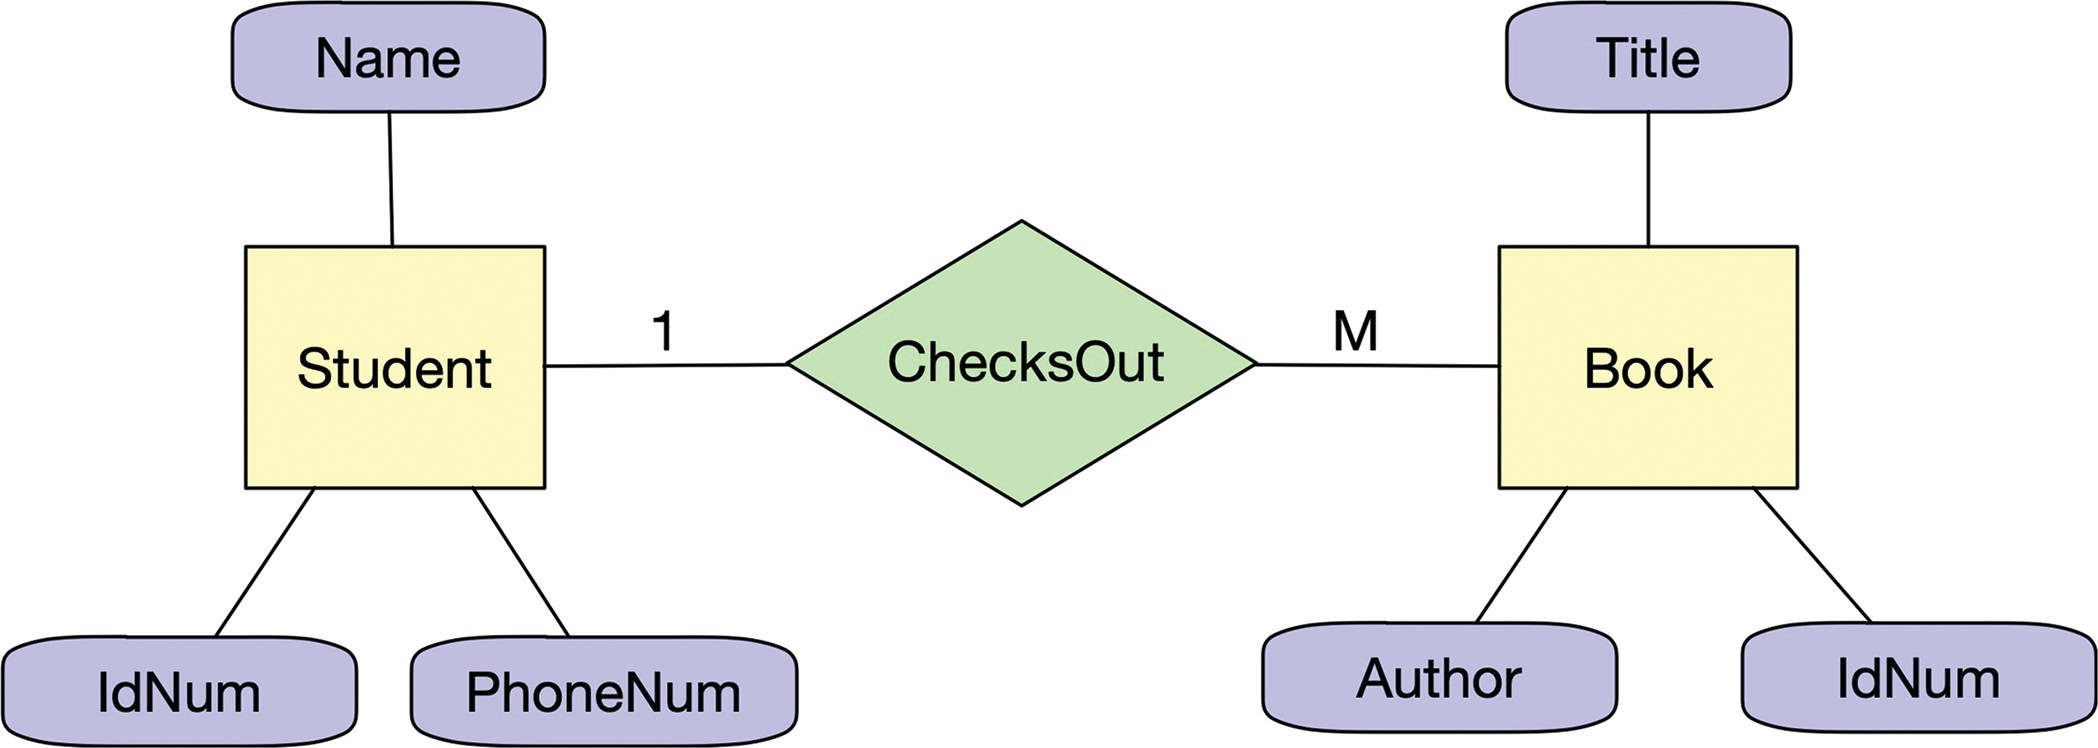 Name
Title
Student
1
ChecksOut
M
Book
IdNum
PhoneNum
Author
IdNum